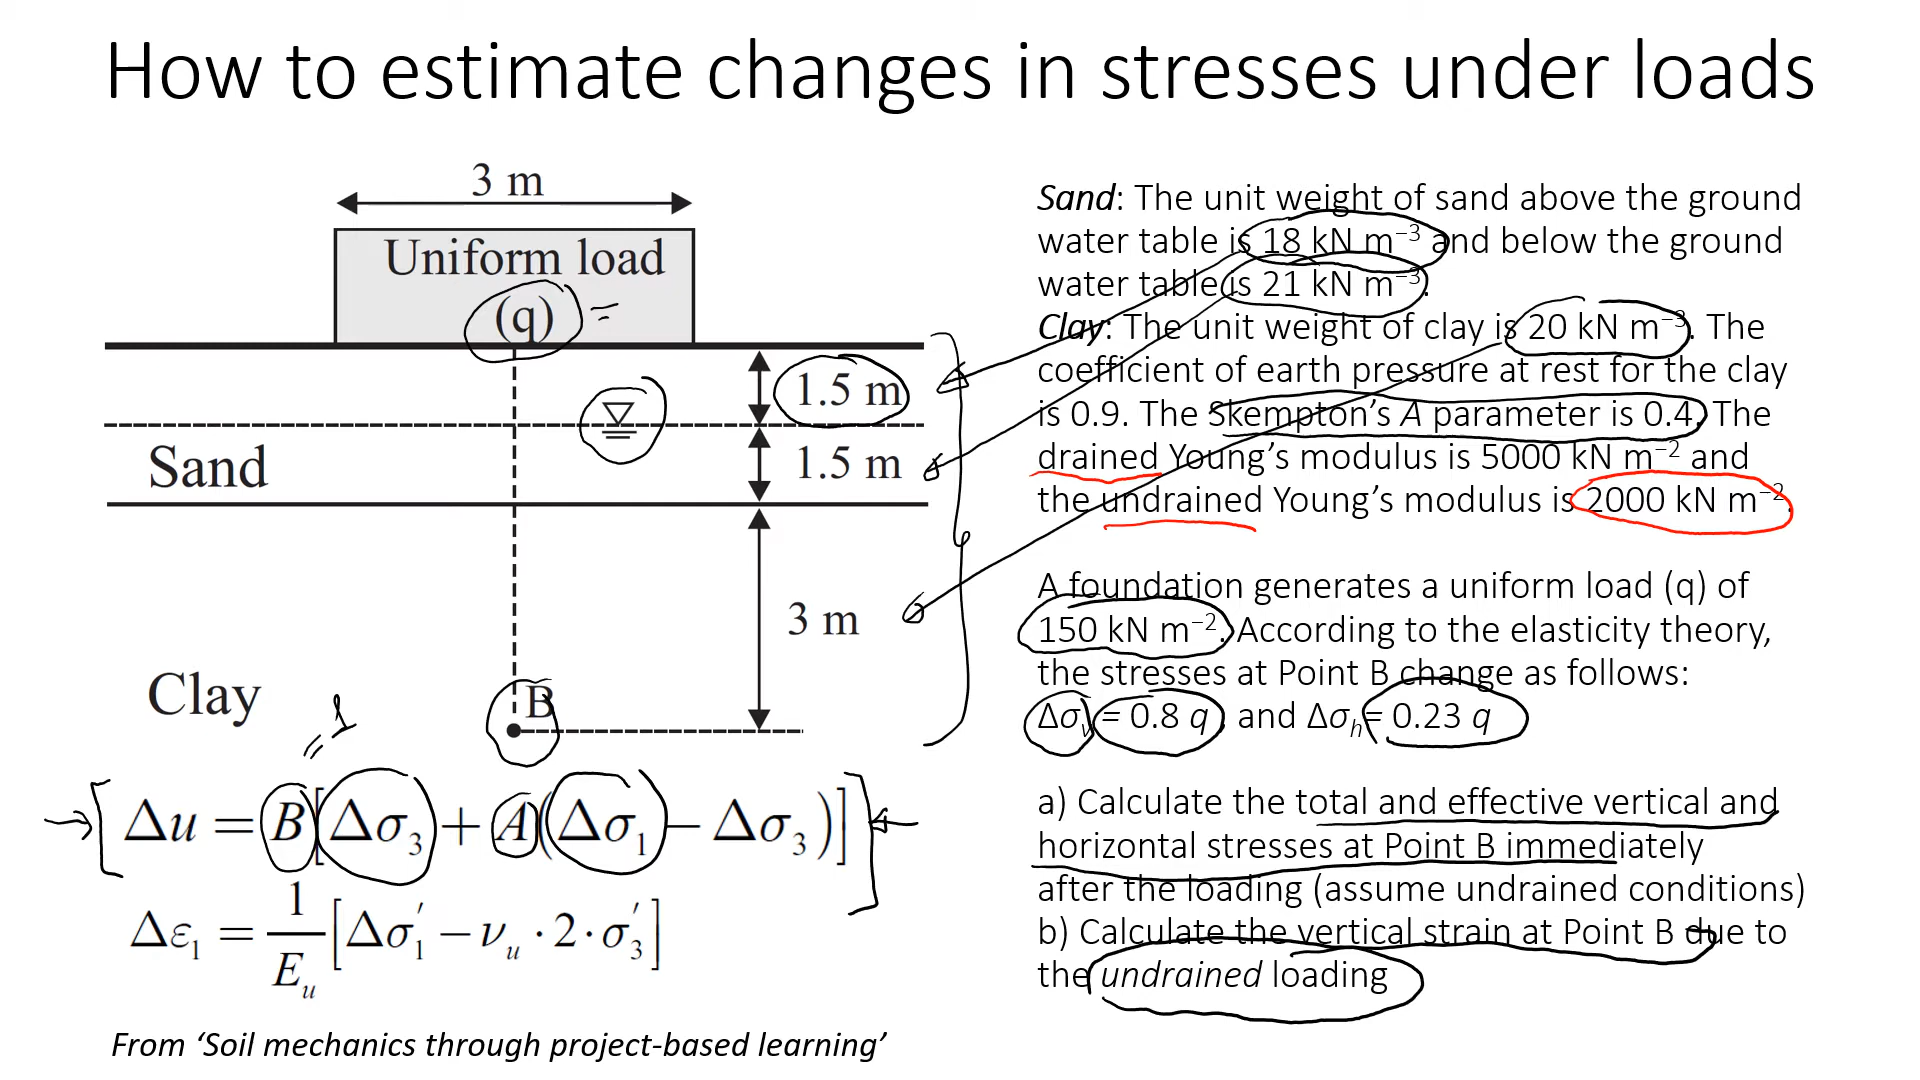 How to estimate changes in stresses under loads
3 m
Uniform load
(q) =
1.5 m
Sand
1.5 m
3 m
Clay
B
= 1
Δu = B[Δσ₃ + A(Δσ₁ − Δσ₃)]
Δε₁ = 1/Eᵤ [Δσ₁′ − νᵤ · 2 · σ₃′]
From ‘Soil mechanics through project-based learning’
Sand: The unit weight of sand above the ground
water table is 18 kN m⁻³ and below the ground
water table is 21 kN m⁻³.
Clay: The unit weight of clay is 20 kN m⁻³. The
coefficient of earth pressure at rest for the clay
is 0.9. The Skempton’s A parameter is 0.4. The
drained Young’s modulus is 5000 kN m⁻² and
the undrained Young’s modulus is 2000 kN m⁻².
A foundation generates a uniform load (q) of
150 kN m⁻². According to the elasticity theory,
the stresses at Point B change as follows:
Δσᵥ = 0.8 q and Δσₕ= 0.23 q
a) Calculate the total and effective vertical and
horizontal stresses at Point B immediately
after the loading (assume undrained conditions)
b) Calculate the vertical strain at Point B due to
the undrained loading